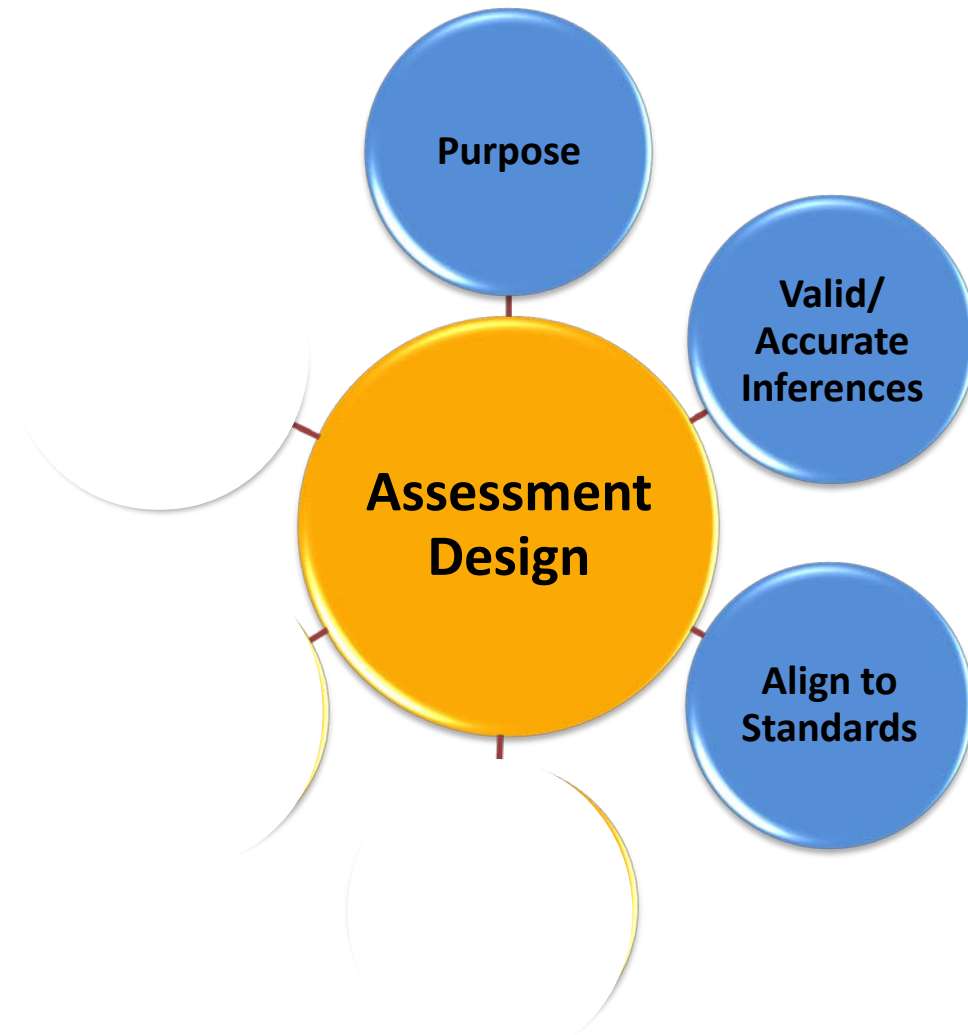 Purpose
Valid/
Accurate
Inferences
Assessment
Design
Align to
Standards